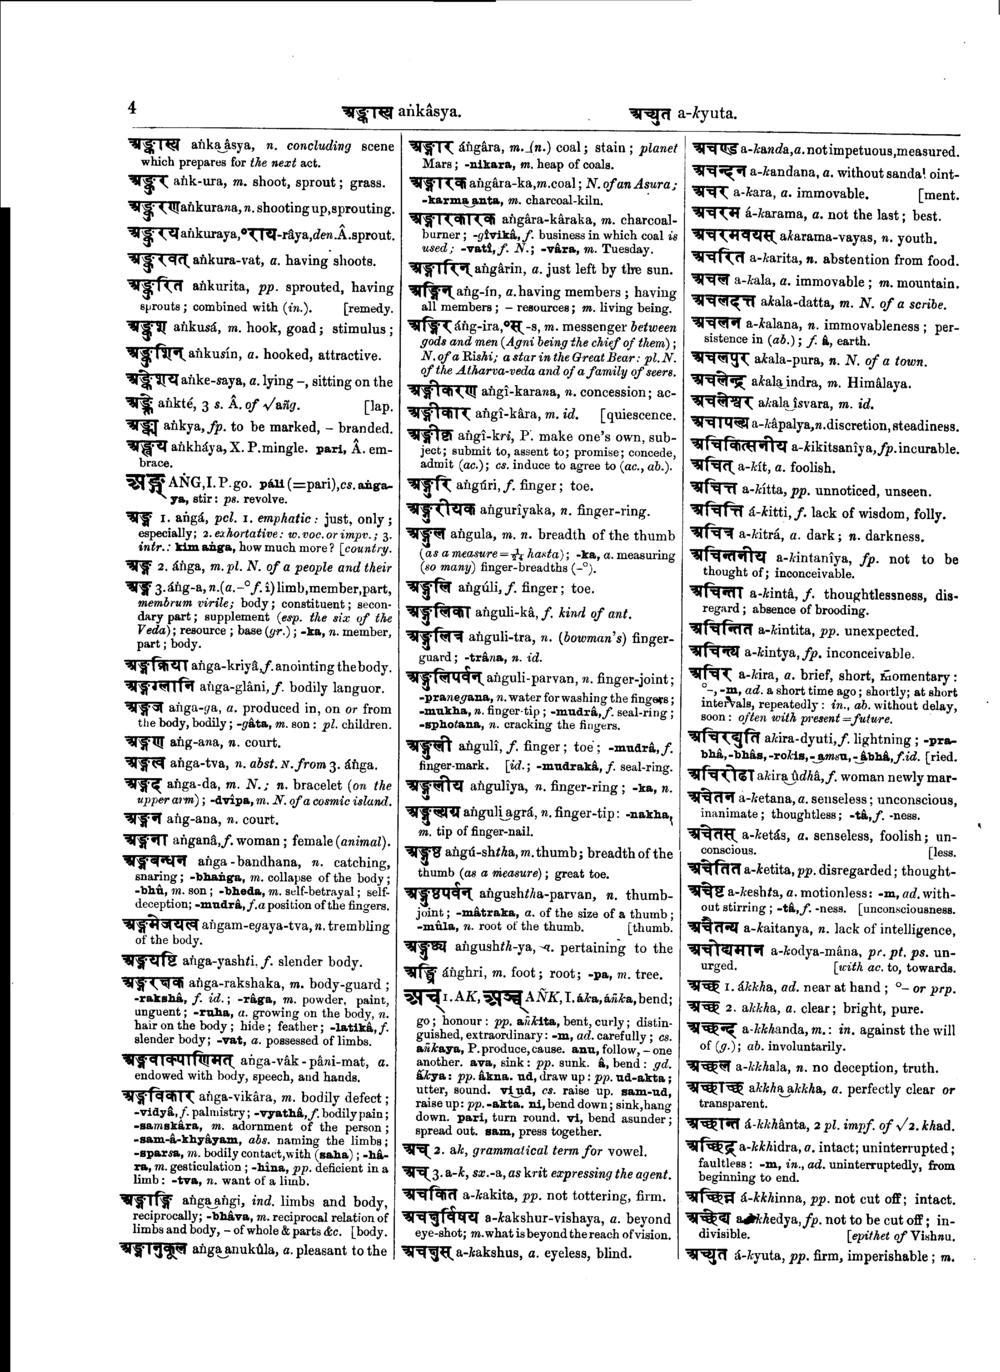 4
अङ्कास्य aṅkâsya.
अच्युत a-kyuta.
अङ्कास्य aṅka‿âsya, n. concluding scene
which prepares for the next act.
अङ्कुर aṅk-ura, m. shoot, sprout; grass.
अङ्कुरण aṅkurana, n. shooting up, sprouting.
अङ्कुरय aṅkuraya, °राय -râya, den. Â. sprout.
अङ्कुरवत् aṅkura-vat, a. having shoots.
अङ्कुरित aṅkurita, pp. sprouted, having
sprouts; combined with (in.). [remedy.
अङ्कुश aṅkusá, m. hook, goad; stimulus;
अङ्कुशिन् aṅkusín, a. hooked, attractive.
अङ्केशय aṅke-saya, a. lying –, sitting on the
अङ्के aṅkté, 3 s. Â. of √añg. [lap.
अङ्क्य aṅkya, fp. to be marked, – branded.
अङ्खय aṅkháya, X. P. mingle. pari, Â. em-
brace.
अङ्ग् AṄG, I. P. go. pali (=pari), cs. aṅga-
ya, stir: ps. revolve.
अङ्ग 1. aṅgá, pcl. 1. emphatic: just, only;
especially; 2. exhortative: w. voc. or impv.; 3.
intr.: kim aṅga, how much more? [country.
अङ्ग 2. áṅga, m. pl. N. of a people and their
अङ्ग 3. áṅg-a, n. (a. -° f. î) limb, member, part,
membrum virile; body; constituent; secon-
dary part; supplement (esp. the six of the
Veda); resource; base (gr.); -ka, n. member,
part; body.
अङ्गक्रिया aṅga-kriyâ, f. anointing the body.
अङ्गग्लानि aṅga-glâni, f. bodily languor.
अङ्गज aṅga-ga, a. produced in, on or from
the body, bodily; -gâta, m. son: pl. children.
अङ्गण aṅg-ana, n. court.
अङ्गत्व aṅga-tva, n. abst. N. from 3. áṅga.
अङ्गद aṅga-da, m. N.; n. bracelet (on the
upper arm); -dvipa, m. N. of a cosmic island.
अङ्गन aṅg-ana, n. court.
अङ्गना aṅganâ, f. woman; female (animal).
अङ्गबन्धन aṅga-bandhana, n. catching,
snaring; -bhaṅga, m. collapse of the body;
-bhû, m. son; -bheda, m. self-betrayal; self-
deception; -mudrâ, f. a position of the fingers.
अङ्गमेजयत्व aṅgam-egaya-tva, n. trembling
of the body.
अङ्गयष्टि aṅga-yashti, f. slender body.
अङ्गरक्षक aṅga-rakshaka, m. body-guard;
-rakshâ, f. id.; -râga, m. powder, paint,
unguent; -ruha, a. growing on the body, n.
hair on the body; hide; feather; -latikâ, f.
slender body; -vat, a. possessed of limbs.
अङ्गवाक्पाणिमत् aṅga-vâk-pâni-mat, a.
endowed with body, speech, and hands.
अङ्गविकार aṅga-vikâra, m. bodily defect;
-vidyâ, f. palmistry; -vyathâ, f. bodily pain;
-samskâra, m. adornment of the person;
-sam-â-khyâyam, abs. naming the limbs;
-sparsa, m. bodily contact, with (saha); -hâ-
ra, m. gesticulation; -hîna, pp. deficient in a
limb: -tva, n. want of a limb.
अङ्गाङ्गि aṅga‿aṅgi, ind. limbs and body,
reciprocally; -bhâva, m. reciprocal relation of
limbs and body, – of whole & parts &c. [body.
अङ्गानुकूल aṅga‿anukûla, a. pleasant to the
अङ्गार áṅgâra, m. (n.) coal; stain; planet
Mars; -nikara, m. heap of coals.
अङ्गारक aṅgâra-ka, m. coal; N. of an Asura;
-karma‿anta, m. charcoal-kiln.
अङ्गारकारक aṅgâra-kâraka, m. charcoal-
burner; -gîvikâ, f. business in which coal is
used; -vatî, f. N.; -vâra, m. Tuesday.
अङ्गारिन् aṅgârin, a. just left by the sun.
अङ्गिन् aṅg-ín, a. having members; having
all members; – resources; m. living being.
अङ्गिर áṅg-ira, °स् -s, m. messenger between
gods and men (Agni being the chief of them);
N. of a Rishi; a star in the Great Bear: pl. N.
of the Atharva-veda and of a family of seers.
अङ्गीकरण aṅgî-karana, n. concession; ac-
अङ्गीकार aṅgî-kâra, m. id. [quiescence.
अङ्गीकृ aṅgî-kri, P. make one's own, sub-
ject; submit to, assent to; promise; concede,
admit (ac.); cs. induce to agree to (ac., ab.).
अङ्गुरि aṅgúri, f. finger; toe.
अङ्गुरीयक aṅgurîyaka, n. finger-ring.
अङ्गुल aṅgula, m. n. breadth of the thumb
(as a measure = 1/24 hasta); -ka, a. measuring
(so many) finger-breadths (-°).
अङ्गुलि aṅgúli, f. finger; toe.
अङ्गुलिका aṅguli-kâ, f. kind of ant.
अङ्गुलित्र aṅguli-tra, n. (bowman's) finger-
guard; -trâna, n. id.
अङ्गुलिपर्वन् aṅguli-parvan, n. finger-joint;
-pranegana, n. water for washing the fingers;
-mukha, n. finger-tip; -mudrâ, f. seal-ring;
-sphotana, n. cracking the fingers.
अङ्गुली aṅgulî, f. finger; toe; -mudrâ, f.
finger-mark. [id.; -mudrakâ, f. seal-ring.
अङ्गुलीय aṅguliya, n. finger-ring; -ka, n.
अङ्गुल्यग्र aṅguli‿agrá, n. finger-tip: -nakha,
m. tip of finger-nail.
अङ्गुष्ठ aṅgú-shtha, m. thumb; breadth of the
thumb (as a measure); great toe.
अङ्गुष्ठपर्वन् aṅgushtha-parvan, n. thumb-
joint; -mâtraka, a. of the size of a thumb;
-mûla, n. root of the thumb. [thumb.
अङ्गुष्ठ्य aṅgushth-ya, a. pertaining to the
अङ्घ्रि áṅghri, m. foot; root; -pa, m. tree.
अच् 1. AK, अञ्च् AÑK, I. áka, áñka, bend;
go; honour: pp. añkita, bent, curly; distin-
guished, extraordinary: -m, ad. carefully; cs.
añkaya, P. produce, cause. anu, follow, – one
another. ava, sink: pp. sunk. â, bend: gd.
âkya: pp. âkna. ud, draw up: pp. ud-akta;
utter, sound. vi‿ud, cs. raise up. sam-ud,
raise up: pp. -akta. ni, bend down; sink, hang
down. pari, turn round. vi, bend asunder;
spread out. sam, press together.
अच् 2. ak, grammatical term for vowel.
अच् 3. a-k, sx. -a, as krit expressing the agent.
अचकित a-kakita, pp. not tottering, firm.
अचक्षुर्विषय a-kakshur-vishaya, a. beyond
eye-shot; m. what is beyond the reach of vision.
अचक्षुस् a-kakshus, a. eyeless, blind.
अचण्ड a-kanda, a. not impetuous, measured.
अचन्दन a-kandana, a. without sandal oint-
अचर a-kara, a. immovable. [ment.
अचरम á-karama, a. not the last; best.
अचरमवयस् akarama-vayas, n. youth.
अचरित a-karita, n. abstention from food.
अचल a-kala, a. immovable; m. mountain.
अचलदत्त akala-datta, m. N. of a scribe.
अचलन a-kalana, n. immovableness; per-
sistence in (ab.); f. â, earth.
अचलपुर akala-pura, n. N. of a town.
अचलेन्द्र akala‿indra, m. Himâlaya.
अचलेश्वर akala‿îsvara, m. id.
अचापल्य a-kâpalya, n. discretion, steadiness.
अचिकित्सनीय a-kikitsanîya, fp. incurable.
अचित् a-kít, a. foolish.
अचित्त a-kítta, pp. unnoticed, unseen.
अचित्ति á-kitti, f. lack of wisdom, folly.
अचित्र a-kitrá, a. dark; n. darkness.
अचिन्तनीय a-kintanîya, fp. not to be
thought of; inconceivable.
अचिन्ता a-kintâ, f. thoughtlessness, dis-
regard; absence of brooding.
अचिन्तित a-kintita, pp. unexpected.
अचिन्त्य a-kintya, fp. inconceivable.
अचिर a-kira, a. brief, short, momentary:
°-, -m, ad. a short time ago; shortly; at short
intervals, repeatedly: in., ab. without delay,
soon: often with present=future.
अचिरद्युति akira-dyuti, f. lightning; -pra-
bhâ, -bhâs, -rokis, -amsu, -âbhâ, f. id. [ried.
अचिरोढा akira‿ûdhâ, f. woman newly mar-
अचेतन a-ketana, a. senseless; unconscious,
inanimate; thoughtless; -tâ, f. -ness.
अचेतस् a-ketás, a. senseless, foolish; un-
conscious. [less.
अचेतित a-ketita, pp. disregarded; thought-
अचेष्ट a-keshta, a. motionless: -m, ad. with-
out stirring; -tâ, f. -ness. [unconsciousness.
अचैतन्य a-kaitanya, n. lack of intelligence,
अचोद्यमान a-kodya-mâna, pr. pt. ps. un-
urged. [with ac. to, towards.
अच्छ 1. ákkha, ad. near at hand; °– or prp.
अच्छ 2. akkha, a. clear; bright, pure.
अच्छन्द a-kkhanda, m.: in. against the will
of (g.); ab. involuntarily.
अच्छल a-kkhala, n. no deception, truth.
अच्छाच्छ akkha‿akkha, a. perfectly clear or
transparent.
अच्छान्त á-kkhânta, 2 pl. impf. of √2. khad.
अच्छिद्र á-kkhidra, a. intact; uninterrupted;
faultless: -m, in., ad. uninterruptedly, from
beginning to end.
अच्छिन्न á-kkhinna, pp. not cut off; intact.
अच्छेद्य a-kkhedya, fp. not to be cut off; in-
divisible. [epithet of Vishnu.
अच्युत á-kyuta, pp. firm, imperishable; m.